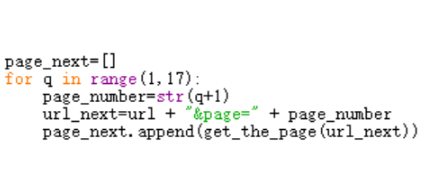 page_next=[]
for q in range(1,17):
    page_number=str(q+1)
    url_next=url + "&page=" + page_number
    page_next.append(get_the_page(url_next))